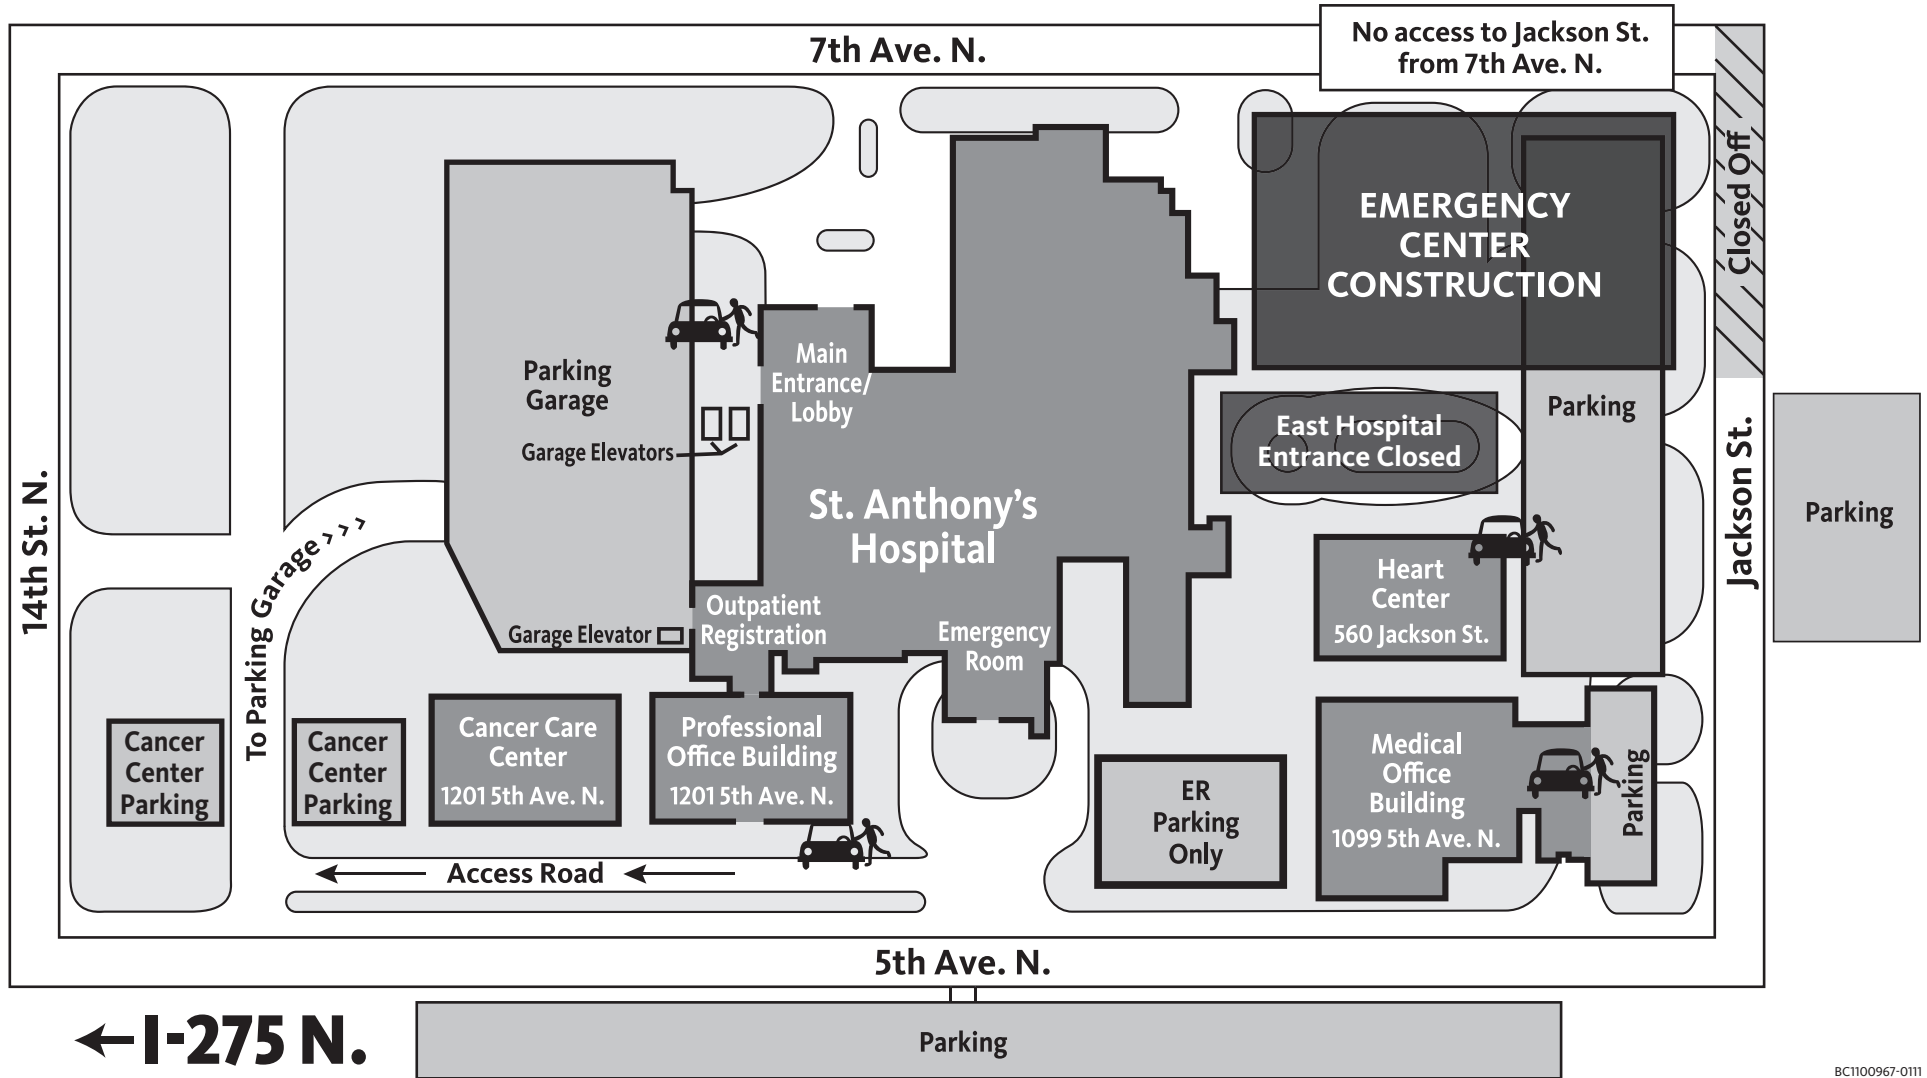 No access to Jackson St.
from 7th Ave. N.
7th Ave. N.
Closed Off
EMERGENCY
CENTER
CONSTRUCTION
Main
Entrance/
Lobby
Parking
Garage
Garage Elevators
East Hospital
Entrance Closed
Parking
Jackson St.
Parking
14th St. N.
St. Anthony's
Hospital
To Parking Garage > > >
Heart
Center
560 Jackson St.
Outpatient
Registration
Garage Elevator
Emergency
Room
Cancer
Center
Parking
Cancer
Center
Parking
Cancer Care
Center
1201 5th Ave. N.
Professional
Office Building
1201 5th Ave. N.
ER
Parking
Only
Medical
Office
Building
1099 5th Ave. N.
Parking
Access Road
5th Ave. N.
I-275 N.
Parking
BC1100967-0111